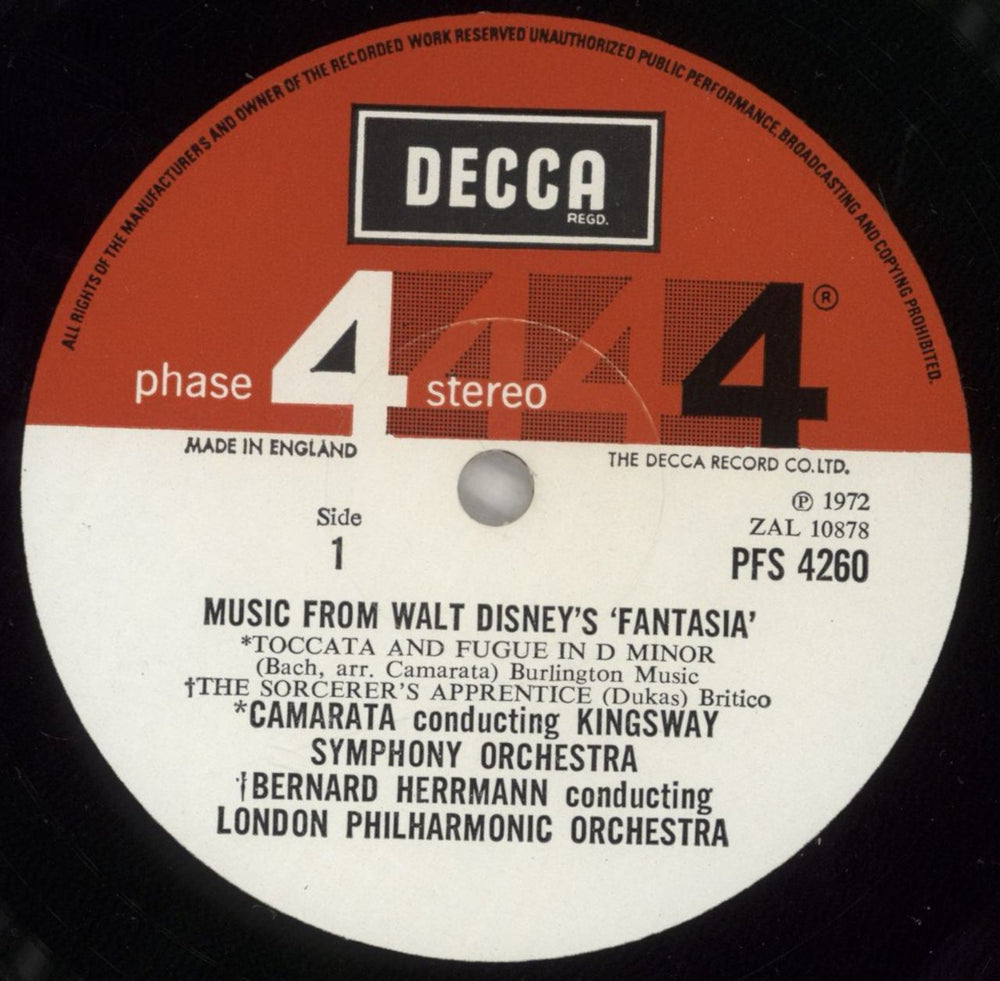 ALL RIGHTS OF THE MANUFACTURERS AND OWNER OF THE RECORDED WORK RESERVED UNAUTHORIZED PUBLIC PERFORMANCE, BROADCASTING AND COPYING PROHIBITED.
DECCA
REGD.
phase 4 stereo 4 4 4 ®
MADE IN ENGLAND
THE DECCA RECORD CO. LTD.
Side
1
℗ 1972
ZAL 10878
PFS 4260
MUSIC FROM WALT DISNEY'S 'FANTASIA'
*TOCCATA AND FUGUE IN D MINOR
(Bach, arr. Camarata) Burlington Music
†THE SORCERER'S APPRENTICE (Dukas) Britico
*CAMARATA conducting KINGSWAY
SYMPHONY ORCHESTRA
†BERNARD HERRMANN conducting
LONDON PHILHARMONIC ORCHESTRA